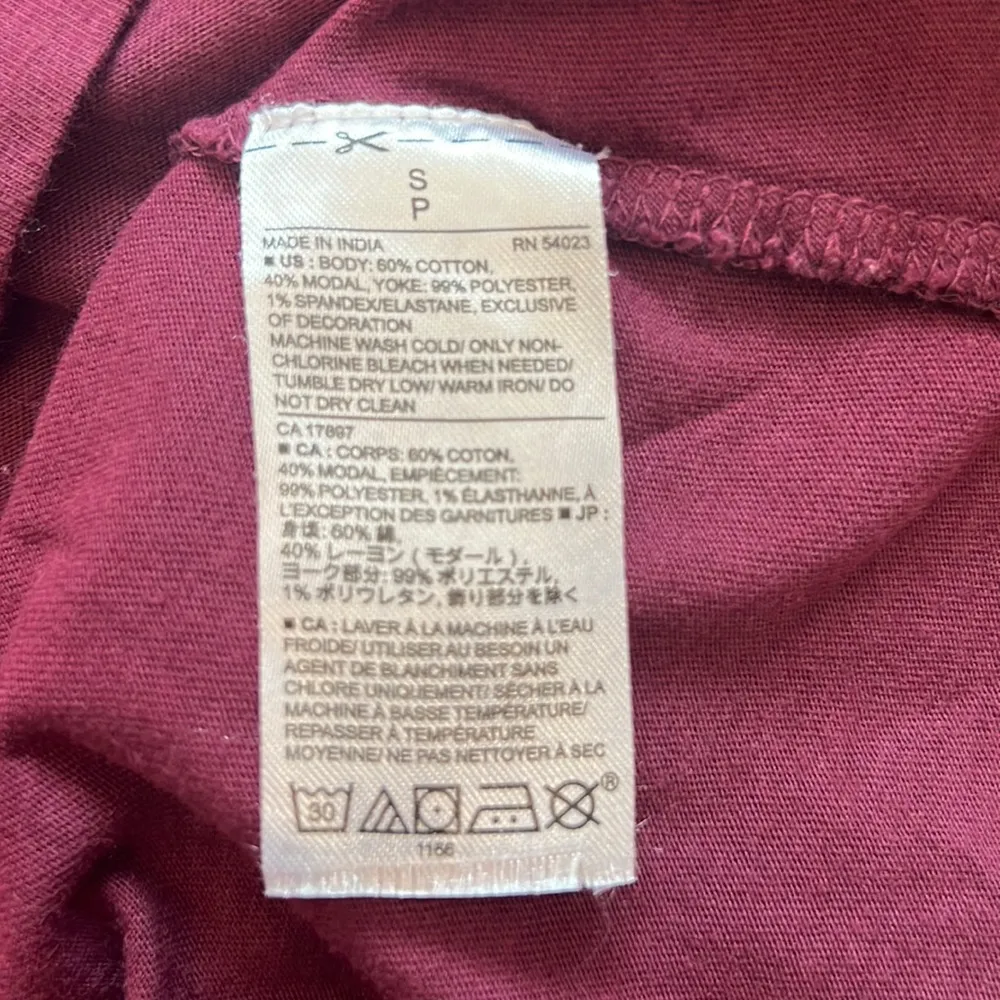 S
P
MADE IN INDIA RN 54023
■ US : BODY: 60% COTTON,
40% MODAL, YOKE: 99% POLYESTER,
1% SPANDEX/ELASTANE, EXCLUSIVE
OF DECORATION
MACHINE WASH COLD/ ONLY NON-
CHLORINE BLEACH WHEN NEEDED/
TUMBLE DRY LOW/ WARM IRON/ DO
NOT DRY CLEAN
CA 17897
■ CA : CORPS: 60% COTON,
40% MODAL, EMPIÈCEMENT:
99% POLYESTER, 1% ÉLASTHANNE, À
L'EXCEPTION DES GARNITURES ■ JP :
身頃: 60% 綿,
40% レーヨン ( モダール ),
ヨーク部分: 99% ポリエステル,
1% ポリウレタン, 飾り部分を除く
■ CA : LAVER À LA MACHINE À L'EAU
FROIDE/ UTILISER AU BESOIN UN
AGENT DE BLANCHIMENT SANS
CHLORE UNIQUEMENT/ SÉCHER À LA
MACHINE À BASSE TEMPÉRATURE/
REPASSER À TEMPÉRATURE
MOYENNE/ NE PAS NETTOYER À SEC
30 ®
1166